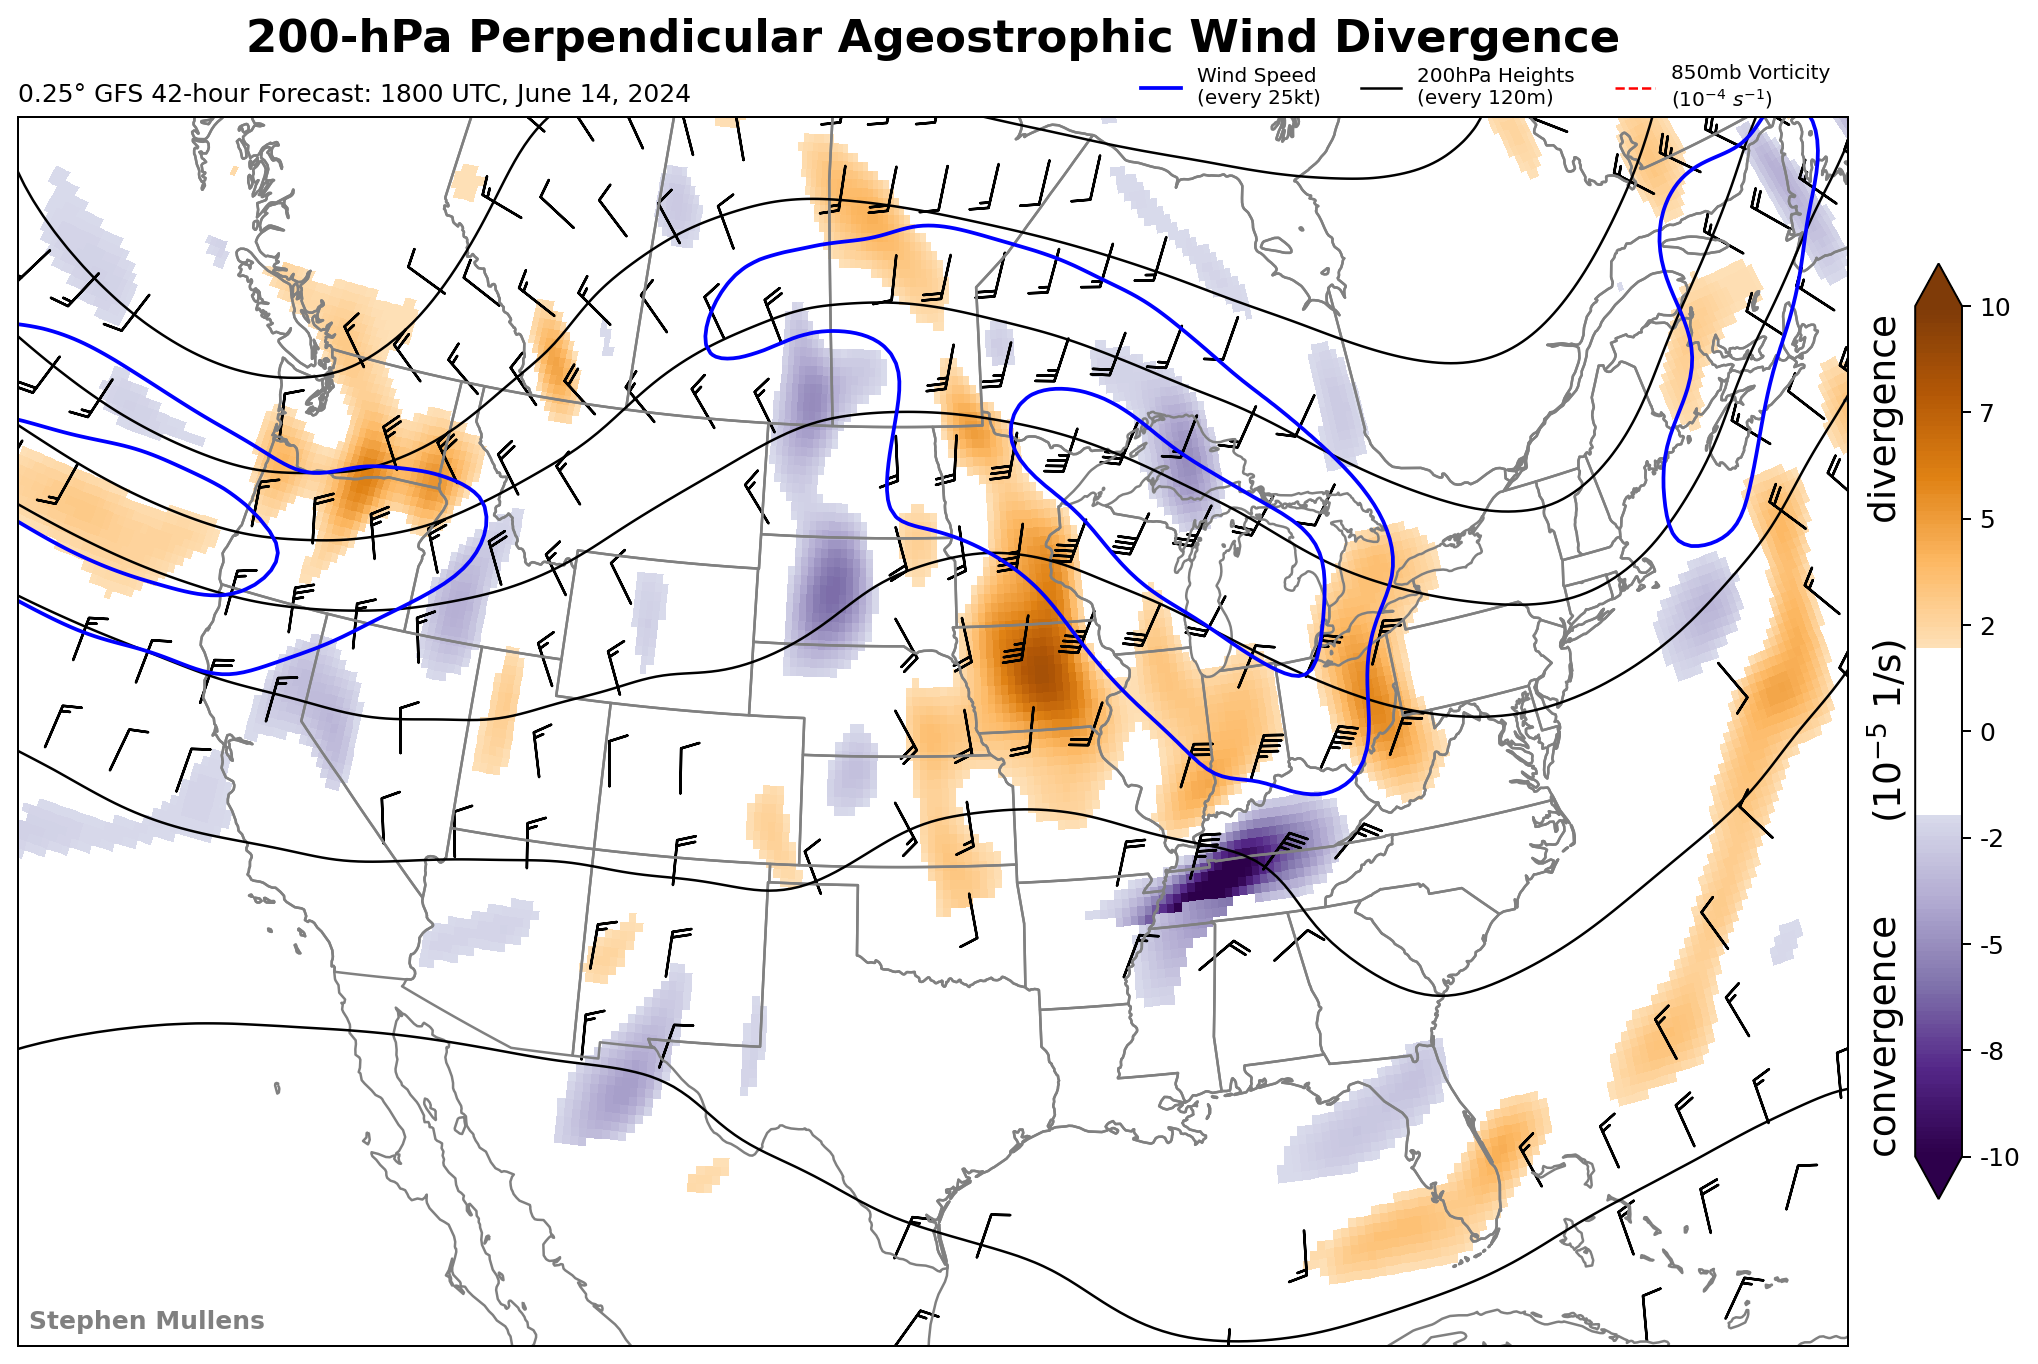 200-hPa Perpendicular Ageostrophic Wind Divergence
0.25° GFS 42-hour Forecast: 1800 UTC, June 14, 2024
Wind Speed
(every 25kt)
200hPa Heights
(every 120m)
850mb Vorticity
(10⁻⁴ s⁻¹)
10
7
5
2
0
-2
-5
-8
-10
convergence (10⁻⁵ 1/s) divergence
Stephen Mullens